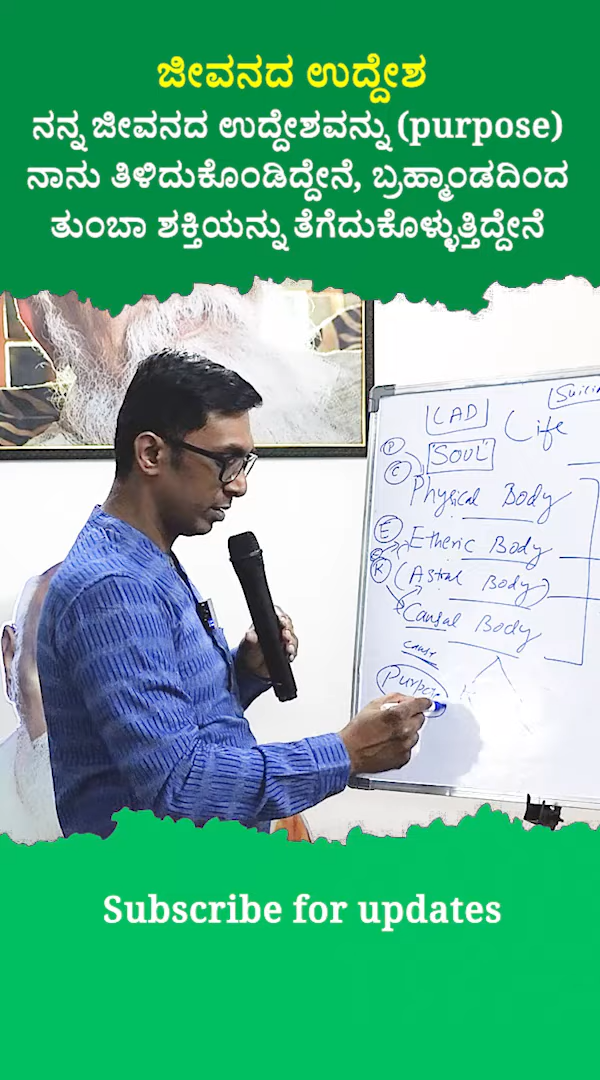 ಜೀವನದ ಉದ್ದೇಶ
ನನ್ನ ಜೀವನದ ಉದ್ದೇಶವನ್ನು (purpose)
ನಾನು ತಿಳಿದುಕೊಂಡಿದ್ದೇನೆ, ಬ್ರಹ್ಮಾಂಡದಿಂದ
ತುಂಬಾ ಶಕ್ತಿಯನ್ನು ತೆಗೆದುಕೊಳ್ಳುತ್ತಿದ್ದೇನೆ
LAD
Life
"SOUL"
P
C
Physical Body
E
Etheric Body
K
(Astral Body)
Causal Body
cause
Subscribe for updates